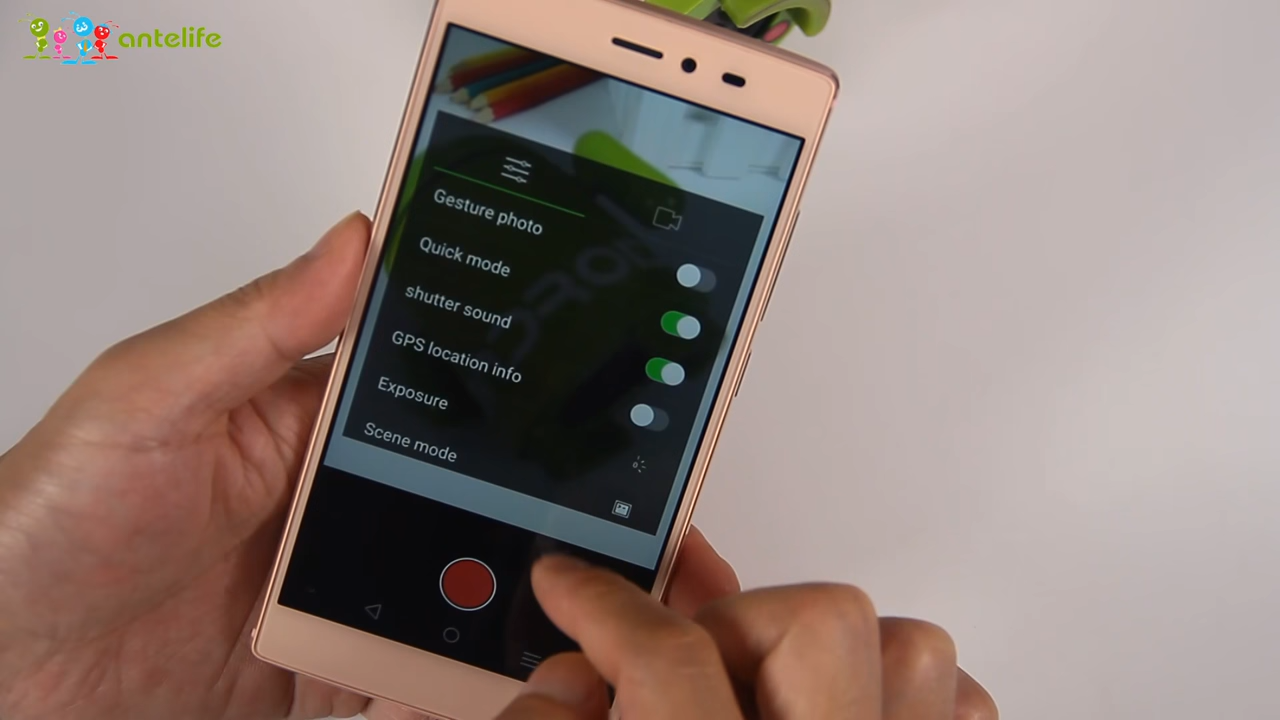 antelife
Gesture photo
Quick mode
shutter sound
GPS location info
Exposure
Scene mode